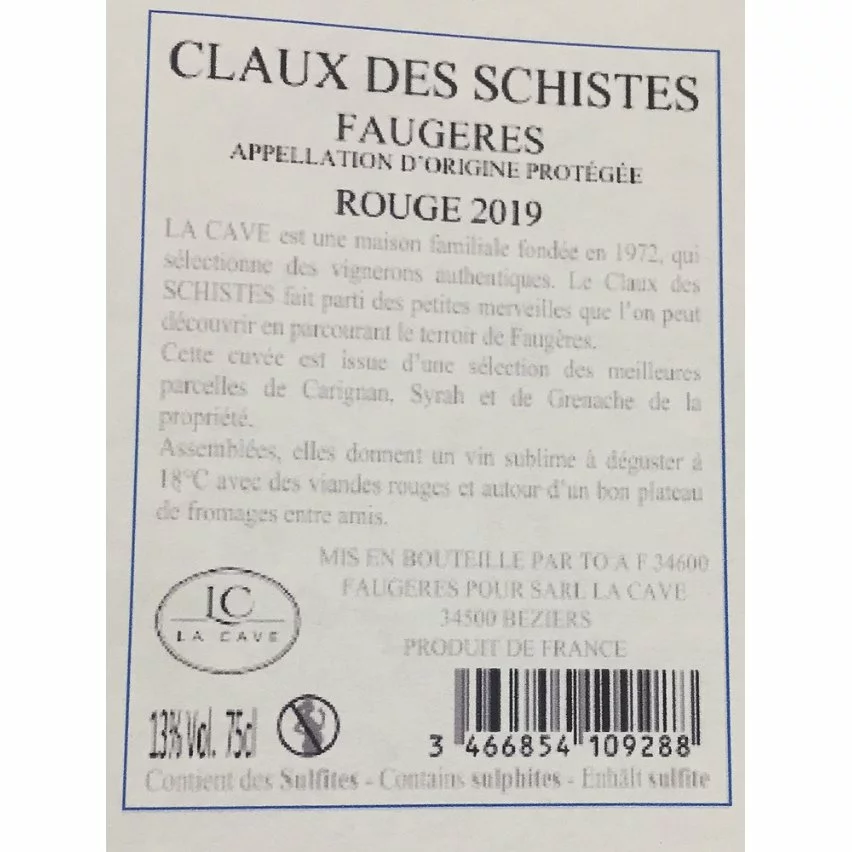 CLAUX DES SCHISTES
FAUGERES
APPELLATION D'ORIGINE PROTÉGÉE
ROUGE 2019
LA CAVE est une maison familiale fondée en 1972, qui
sélectionne des vignerons authentiques. Le Claux des
SCHISTES fait parti des petites merveilles que l'on peut
découvrir en parcourant le terroir de Faugères.
Cette cuvée est issue d'une sélection des meilleures
parcelles de Carignan, Syrah et de Grenache de la
propriété.
Assemblées, elles donnent un vin sublime à déguster à
18°C avec des viandes rouges et autour d'un bon plateau
de fromages entre amis.
MIS EN BOUTEILLE PAR TO A F 34600
FAUGERES POUR SARL LA CAVE
34500 BEZIERS
PRODUIT DE FRANCE
LC
LA CAVE
13% Vol. 75cl
3 466854 109288
Contient des Sulfites - Contains sulphites - Enhält sulfite